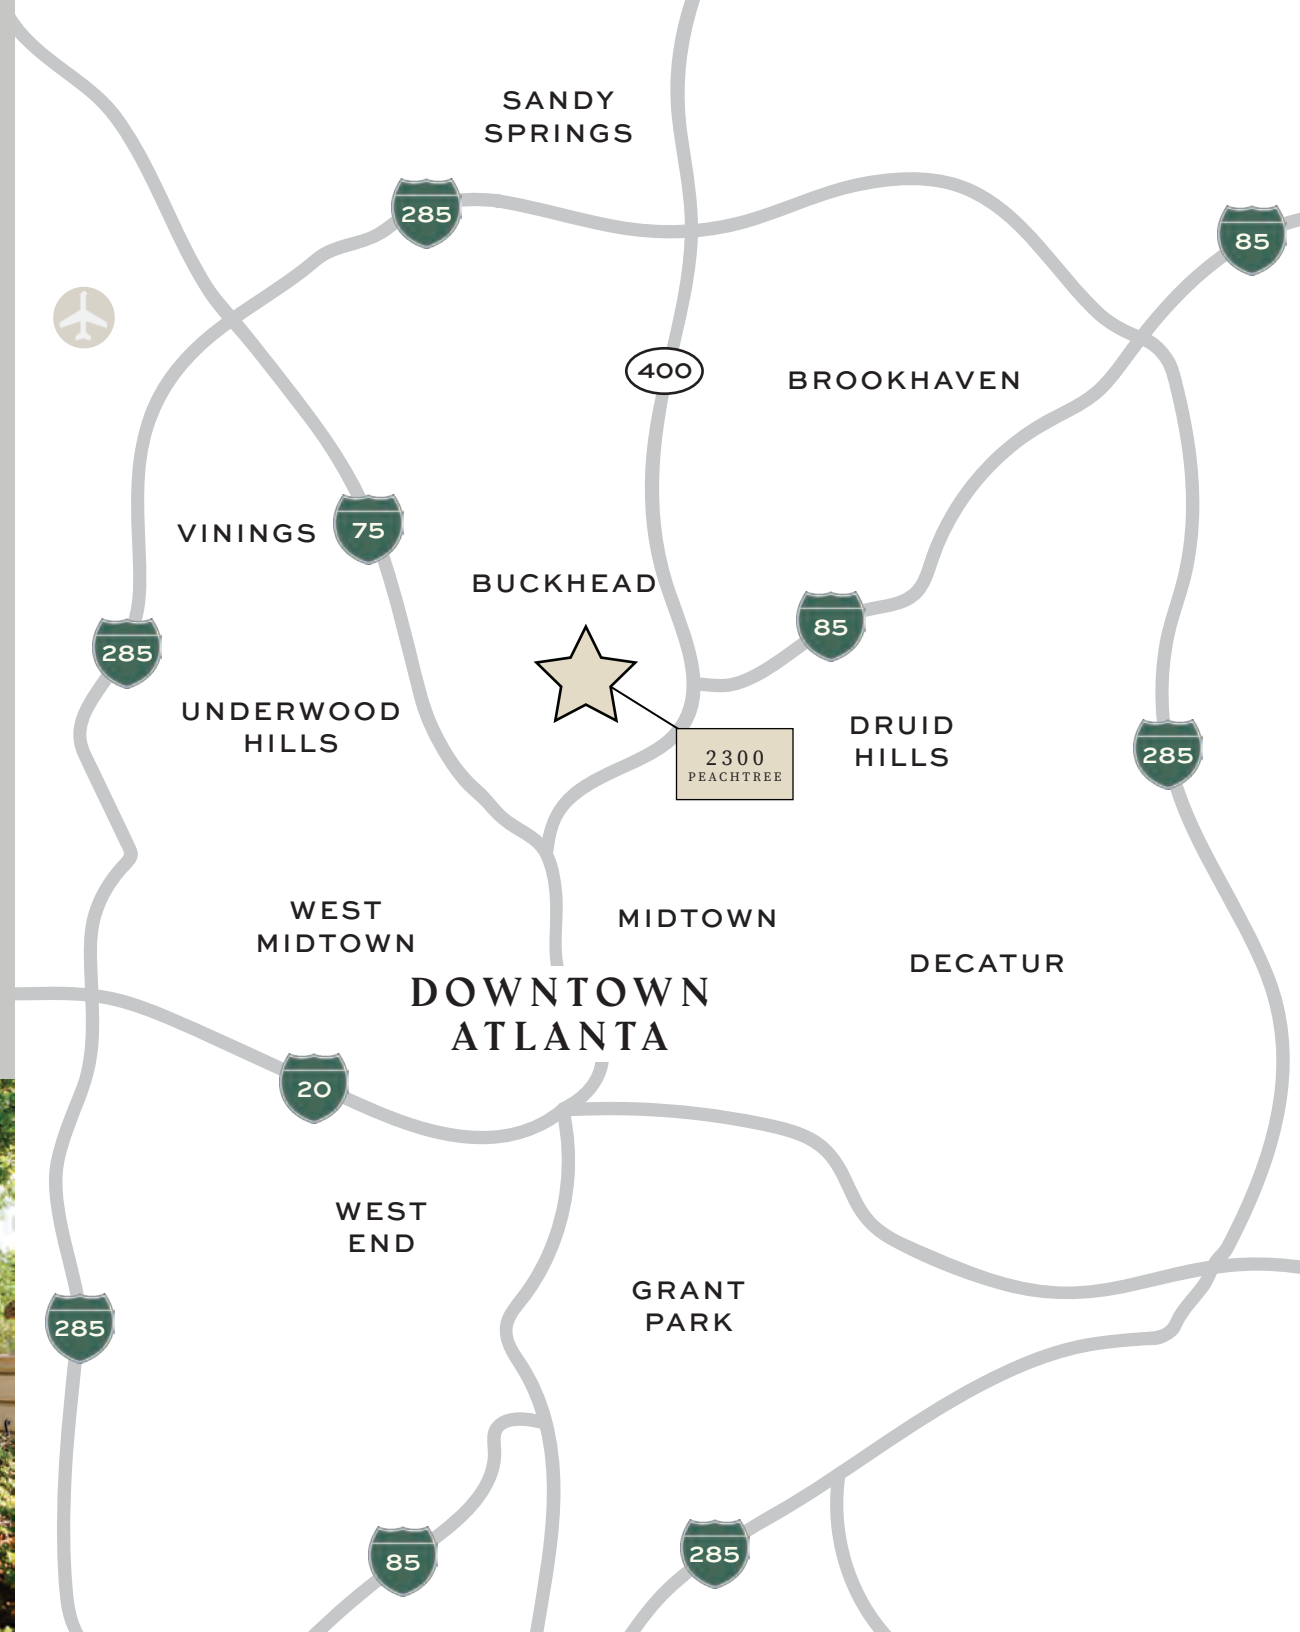 SANDY
SPRINGS
285
85
400
BROOKHAVEN
VININGS
75
BUCKHEAD
85
285
UNDERWOOD
HILLS
2300
PEACHTREE
DRUID
HILLS
285
WEST
MIDTOWN
MIDTOWN
DECATUR
DOWNTOWN
ATLANTA
20
WEST
END
GRANT
PARK
285
85
285